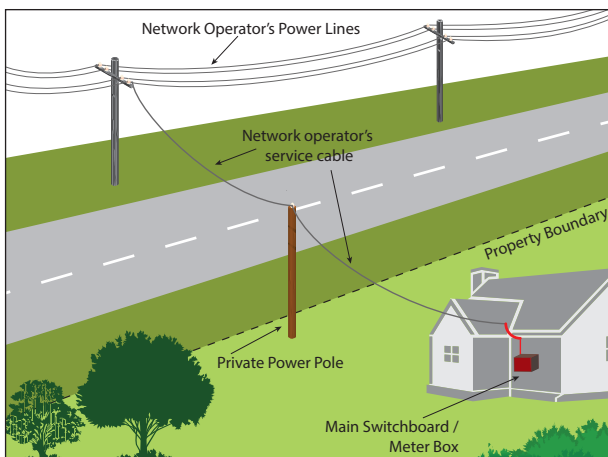 Network Operator's Power Lines
Network operator's
service cable
Property Boundary
Private Power Pole
Main Switchboard /
Meter Box